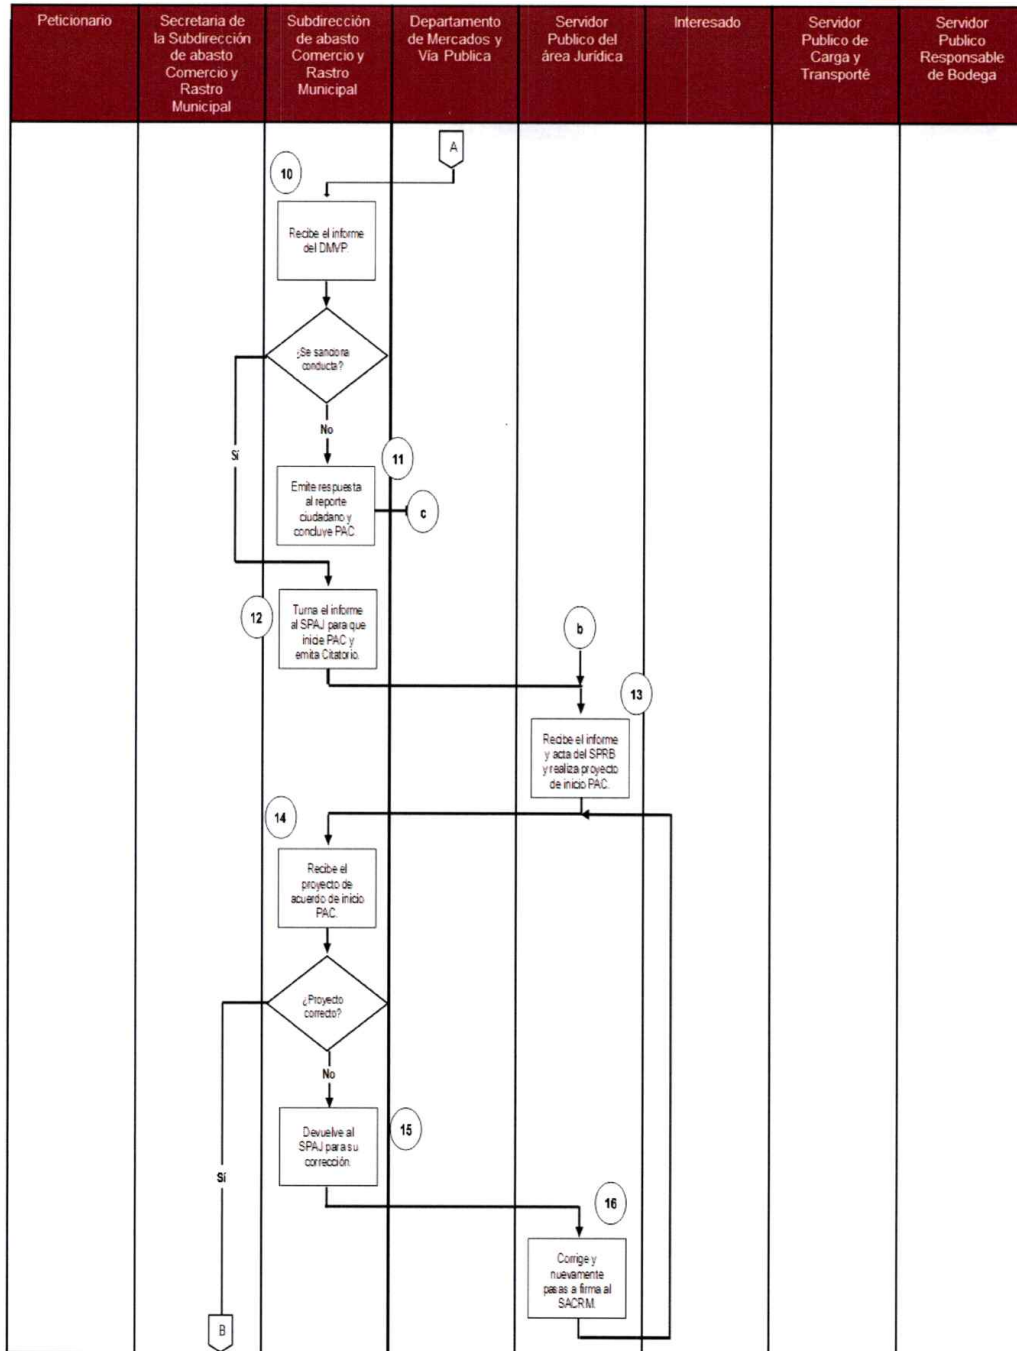 Peticionario
Secretaria de
la Subdirección
de abasto
Comercio y
Rastro
Municipal
Subdirección
de abasto
Comercio y
Rastro
Municipal
Departamento
de Mercados y
Vía Publica
Servidor
Publico del
área Jurídica
Interesado
Servidor
Publico de
Carga y
Transporté
Servidor
Publico
Responsable
de Bodega
A
10
Recibe el informe
del DMVP.
¿Se sanciona
conducta?
No
Sí
11
Emite respuesta
al reporte
ciudadano y
concluye PAC
c
12
Turna el informe
al SPAJ para que
inicie PAC y
emita Citatorio.
b
13
Recibe el informe
y acta del SPRB
y realiza proyecto
de inicio PAC.
14
Recibe el
proyecto de
acuerdo de inicio
PAC.
¿Proyecto
correcto?
No
Sí
15
Devuelve al
SPAJ para su
corrección.
16
Corrige y
nuevamente
pasas a firma al
SACRM.
B